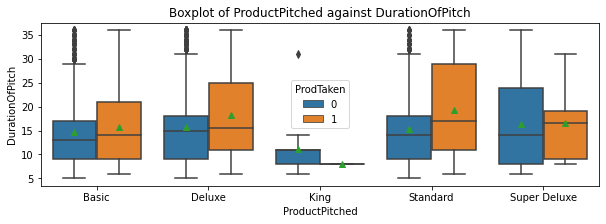 Boxplot of ProductPitched against DurationOfPitch
DurationOfPitch
35
30
25
20
15
10
5
ProdTaken
0
1
Basic Deluxe King Standard Super Deluxe
ProductPitched